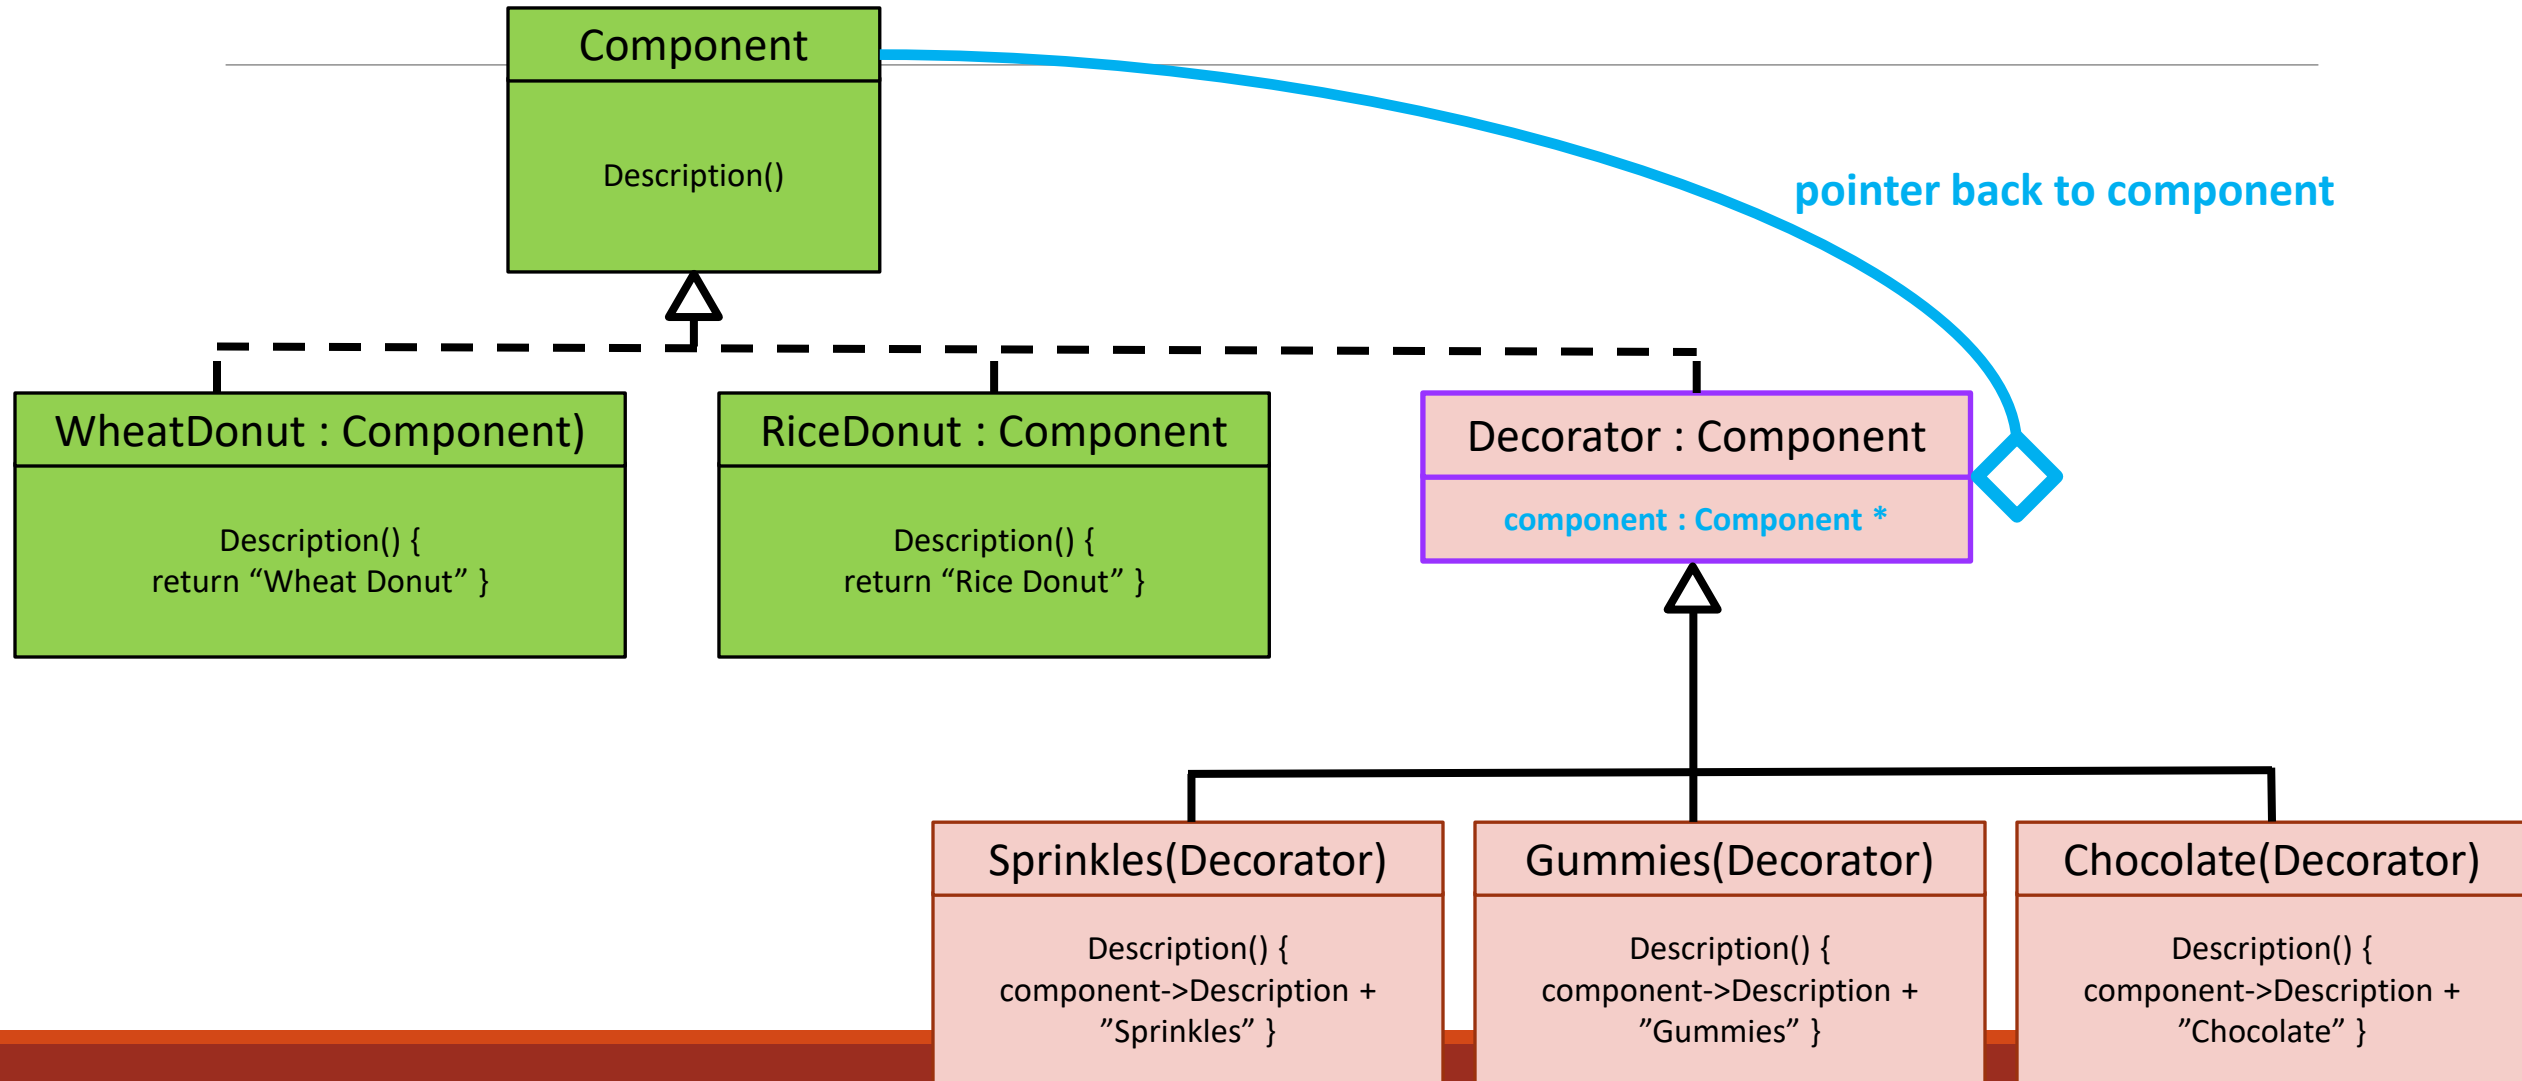 Component
Description()
pointer back to component
WheatDonut : Component)
Description() {
return “Wheat Donut” }
RiceDonut : Component
Description() {
return “Rice Donut” }
Decorator : Component
component : Component *
Sprinkles(Decorator)
Description() {
component->Description +
”Sprinkles” }
Gummies(Decorator)
Description() {
component->Description +
”Gummies” }
Chocolate(Decorator)
Description() {
component->Description +
”Chocolate” }